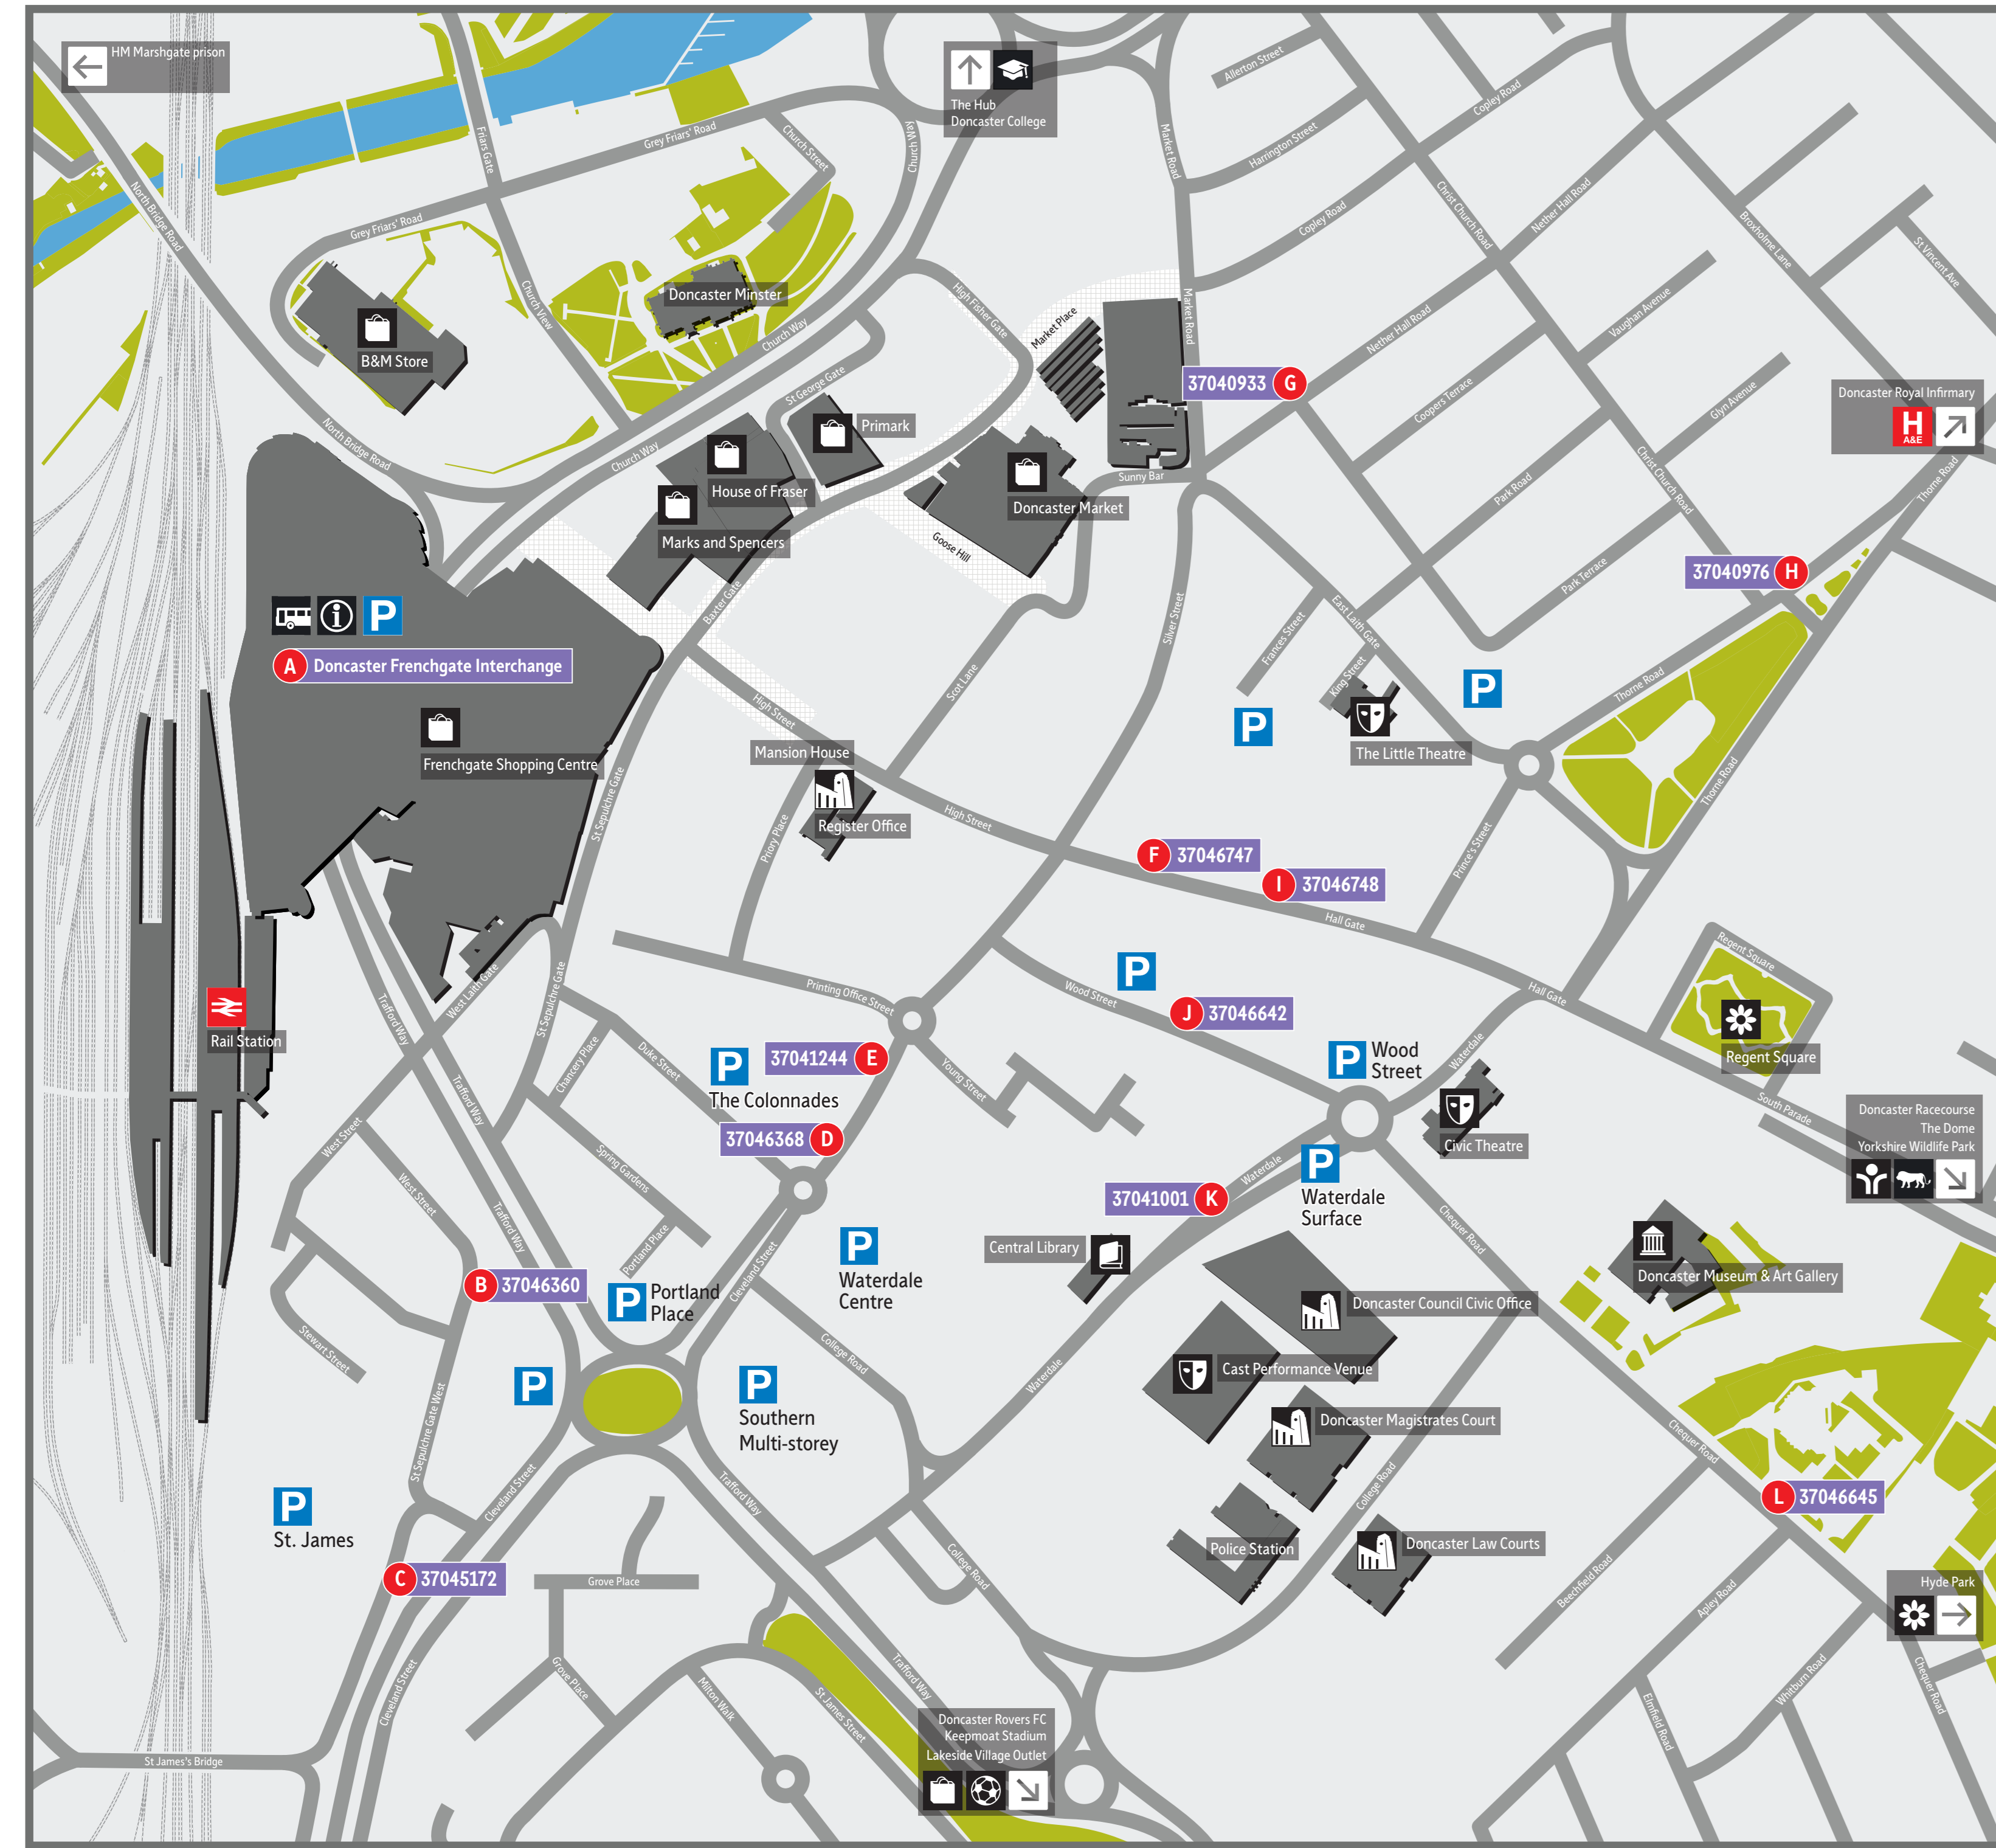 HM Marshgate prison
The Hub
Doncaster College
Allerton Street
Copley Road
Friars Gate
Grey Friars' Road
Church Street
Church Way
Market Road
Harrington Street
North Bridge Road
Grey Friars' Road
Christ Church Road
Nether Hall Road
Copley Road
Broxholme Lane
St Vincent Ave
Church View
Doncaster Minster
High Fisher Gate
Market Place
Market Road
Church Way
Nether Hall Road
Vaughan Avenue
B&M Store
St George Gate
37040933 G
Coopers Terrace
Glyn Avenue
Doncaster Royal Infirmary
H
A&E
Primark
North Bridge Road
Church Way
House of Fraser
Sunny Bar
Christ Church Road
Park Road
Thorne Road
Doncaster Market
Marks and Spencers
Goose Hill
37040976 H
Park Terrace
Baxter Gate
Silver Street
Frances Street
East Laith Gate
P
A Doncaster Frenchgate Interchange
Scot Lane
King Street
P
Thorne Road
High Street
P
Mansion House
The Little Theatre
Frenchgate Shopping Centre
Thorne Road
St Sepulchre Gate
Register Office
High Street
Priory Place
Prince's Street
F 37046747
I 37046748
Hall Gate
Regent Square
P
Printing Office Street
Wood Street
Hall Gate
West Laith Gate
Trafford Way
St Sepulchre Gate
J 37046642
Rail Station
Regent Square
Chancery Place
Duke Street
P
The Colonnades
37041244 E
Young Street
P
Wood
Street
Waterdale
South Parade
Trafford Way
37046368 D
Civic Theatre
Doncaster Racecourse
The Dome
Yorkshire Wildlife Park
West Street
Spring Gardens
Waterdale
P
Waterdale
Surface
West Street
37041001 K
Trafford Way
Portland Place
Chequer Road
P
Waterdale
Centre
Central Library
Cleveland Street
B 37046360
P
Portland
Place
Doncaster Museum & Art Gallery
Doncaster Council Civic Office
Stewart Street
College Road
Waterdale
Cast Performance Venue
P
P
Southern
Multi-storey
Doncaster Magistrates Court
St Sepulchre Gate West
Chequer Road
Cleveland Street
Trafford Way
College Road
L 37046645
P
St. James
Police Station
Doncaster Law Courts
College Road
C 37045172
Grove Place
Beechfield Road
Apley Road
Hyde Park
Grove Place
Cleveland Street
Milton Walk
St James Street
Trafford Way
Whitburn Road
Elmfield Road
Chequer Road
Doncaster Rovers FC
Keepmoat Stadium
Lakeside Village Outlet
St James's Bridge